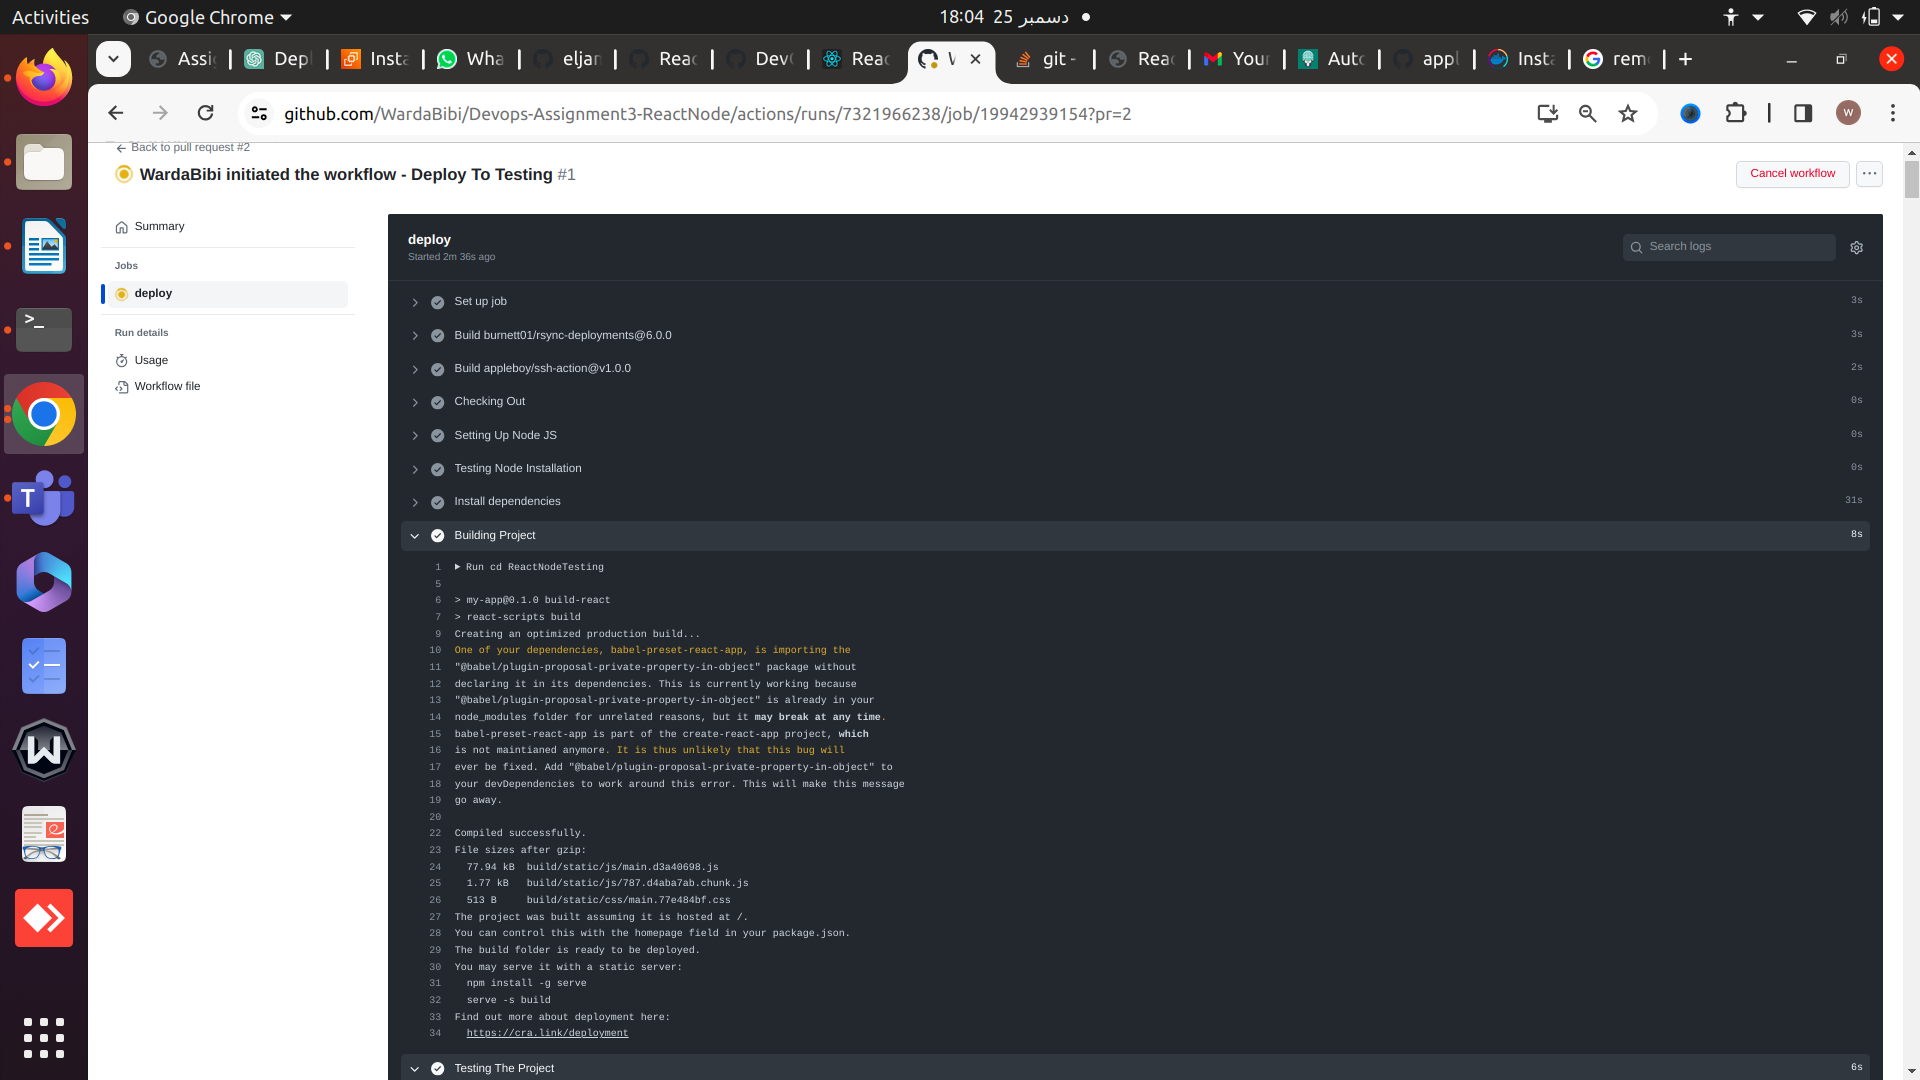 Activities
Google Chrome
18:04 25 دسمبر
Assi
Depl
Insta
Wha
eljar
Reac
Dev
Reac
git -
Reac
Your
Auto
appl
Insta
rem
github.com/WardaBibi/Devops-Assignment3-ReactNode/actions/runs/7321966238/job/19942939154?pr=2
W
Back to pull request #2
WardaBibi initiated the workflow - Deploy To Testing #1
Cancel workflow
Summary
Jobs
deploy
Run details
Usage
Workflow file
deploy
Started 2m 36s ago
Search logs
Set up job 3s
Build burnett01/rsync-deployments@6.0.0 3s
Build appleboy/ssh-action@v1.0.0 2s
Checking Out 0s
Setting Up Node JS 0s
Testing Node Installation 0s
Install dependencies 31s
Building Project 8s
1 Run cd ReactNodeTesting
5
6 > my-app@0.1.0 build-react
7 > react-scripts build
9 Creating an optimized production build...
10 One of your dependencies, babel-preset-react-app, is importing the
11 "@babel/plugin-proposal-private-property-in-object" package without
12 declaring it in its dependencies. This is currently working because
13 "@babel/plugin-proposal-private-property-in-object" is already in your
14 node_modules folder for unrelated reasons, but it may break at any time.
15 babel-preset-react-app is part of the create-react-app project, which
16 is not maintianed anymore. It is thus unlikely that this bug will
17 ever be fixed. Add "@babel/plugin-proposal-private-property-in-object" to
18 your devDependencies to work around this error. This will make this message
19 go away.
20
22 Compiled successfully.
23 File sizes after gzip:
24 77.94 kB build/static/js/main.d3a40698.js
25 1.77 kB build/static/js/787.d4aba7ab.chunk.js
26 513 B build/static/css/main.77e484bf.css
27 The project was built assuming it is hosted at /.
28 You can control this with the homepage field in your package.json.
29 The build folder is ready to be deployed.
30 You may serve it with a static server:
31 npm install -g serve
32 serve -s build
33 Find out more about deployment here:
34 https://cra.link/deployment
Testing The Project 6s